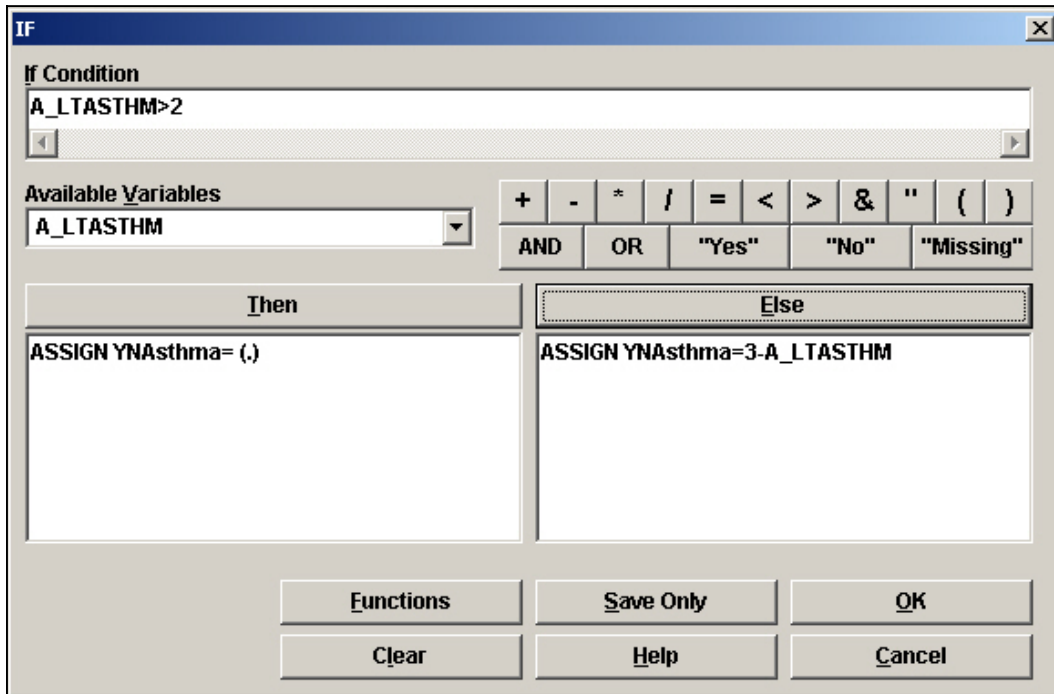 IF
If Condition
A_LTASTHM>2
Available Variables
A_LTASTHM
+ - * / = < > & " ( )
AND OR "Yes" "No" "Missing"
Then Else
ASSIGN YNAsthma= (.)
ASSIGN YNAsthma=3-A_LTASTHM
Functions Save Only OK
Clear Help Cancel